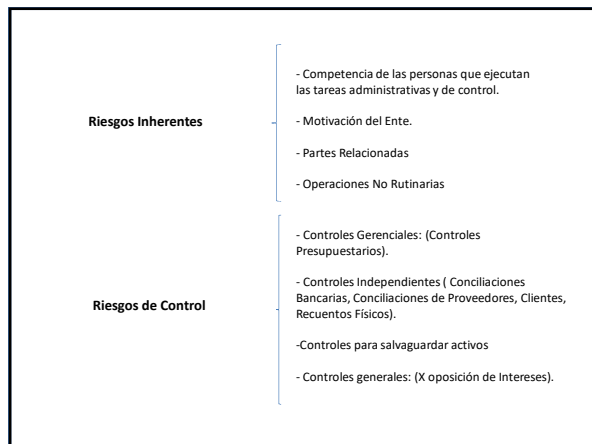 Riesgos Inherentes
- Competencia de las personas que ejecutan
las tareas administrativas y de control.
- Motivación del Ente.
- Partes Relacionadas
- Operaciones No Rutinarias
Riesgos de Control
- Controles Gerenciales: (Controles
Presupuestarios).
- Controles Independientes ( Conciliaciones
Bancarias, Conciliaciones de Proveedores, Clientes,
Recuentos Físicos).
-Controles para salvaguardar activos
- Controles generales: (X oposición de Intereses).